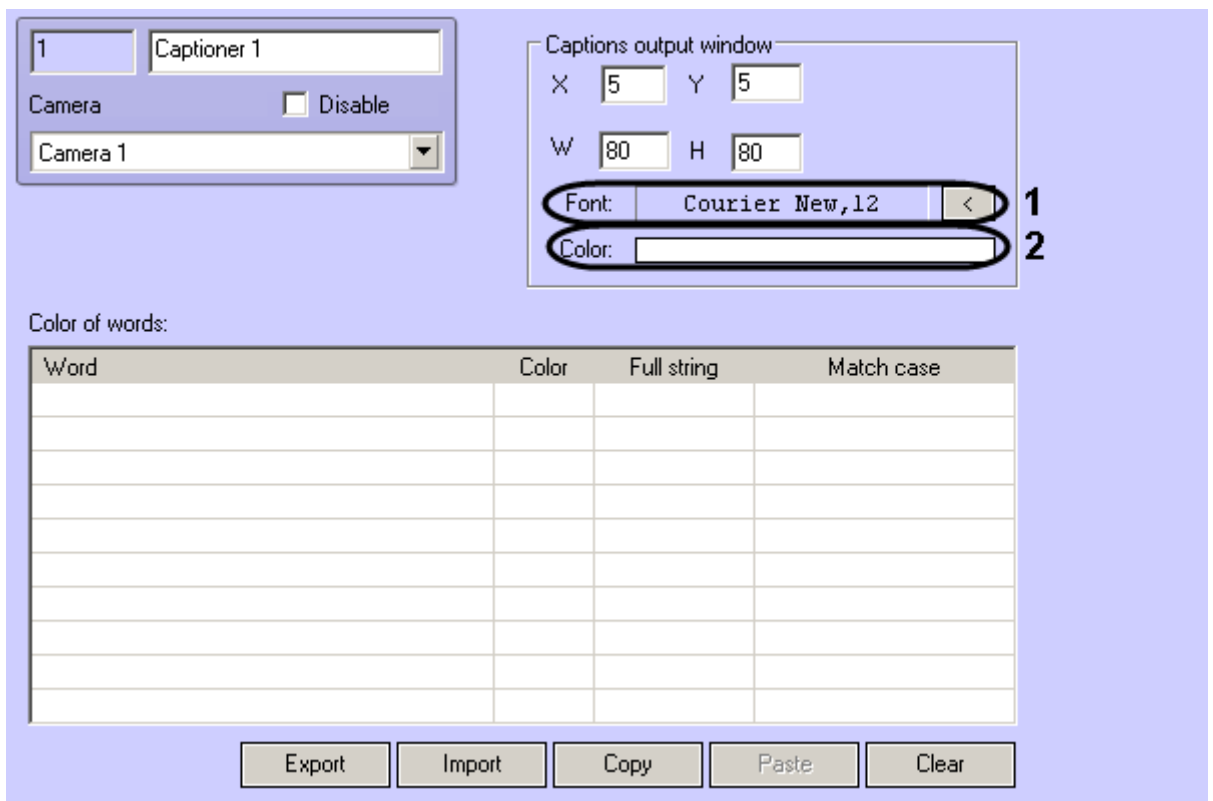 1 Captioner 1
Camera Disable
Camera 1
Captions output window
X 5 Y 5
W 80 H 80
Font: Courier New,12 < 1
Color: 2
Color of words:
Word Color Full string Match case
Export Import Copy Paste Clear